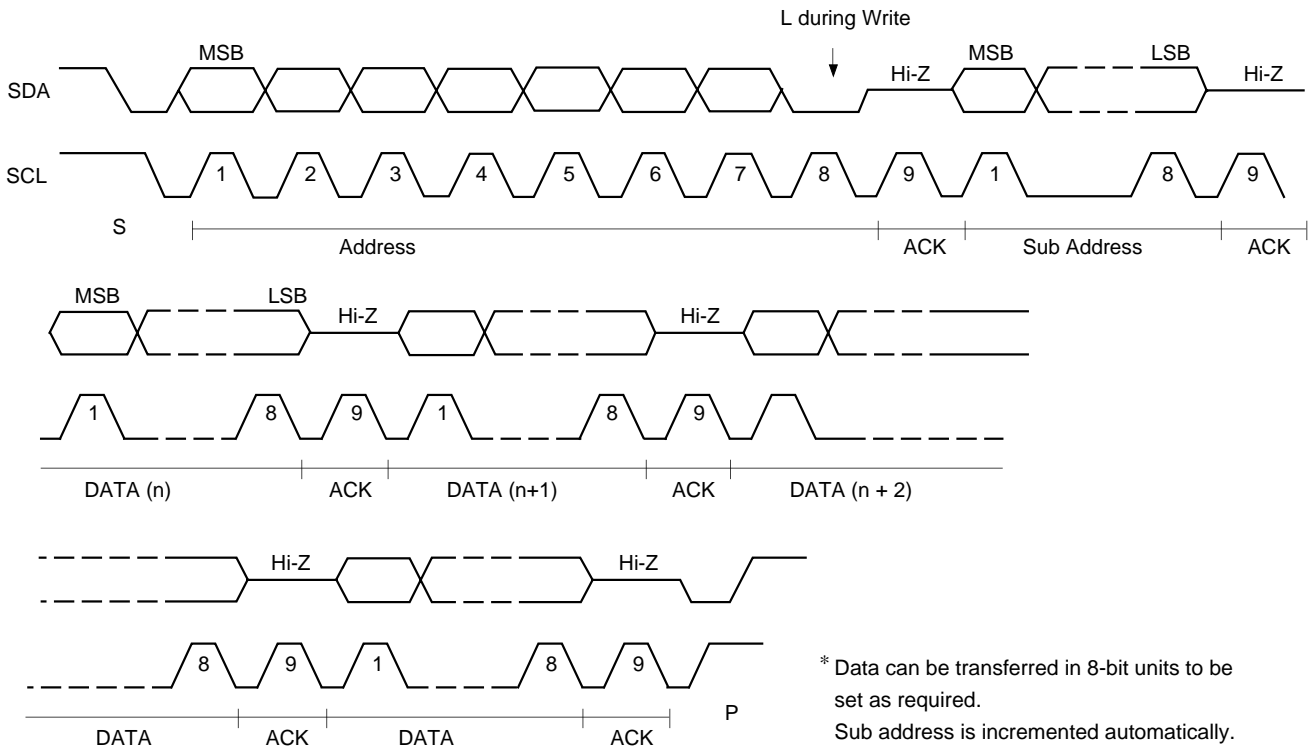 L during Write
MSB Hi-Z MSB LSB Hi-Z
SDA
SCL 1 2 3 4 5 6 7 8 9 1 8 9
S Address ACK Sub Address ACK
MSB LSB Hi-Z Hi-Z
1 8 9 1 8 9
DATA (n) ACK DATA (n+1) ACK DATA (n + 2)
Hi-Z Hi-Z
8 9 1 8 9
P
DATA ACK DATA ACK
* Data can be transferred in 8-bit units to be
set as required.
Sub address is incremented automatically.